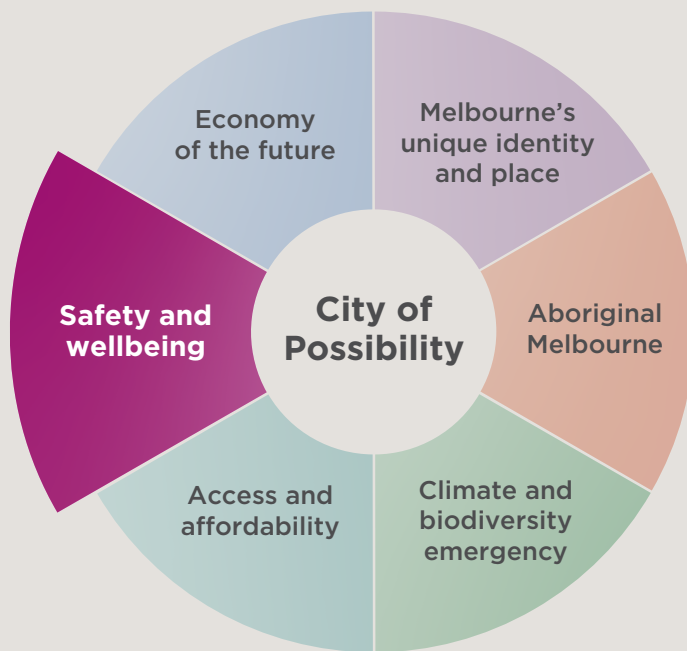 Economy
of the future
Melbourne's
unique identity
and place
Safety and
wellbeing
City of
Possibility
Aboriginal
Melbourne
Access and
affordability
Climate and
biodiversity
emergency